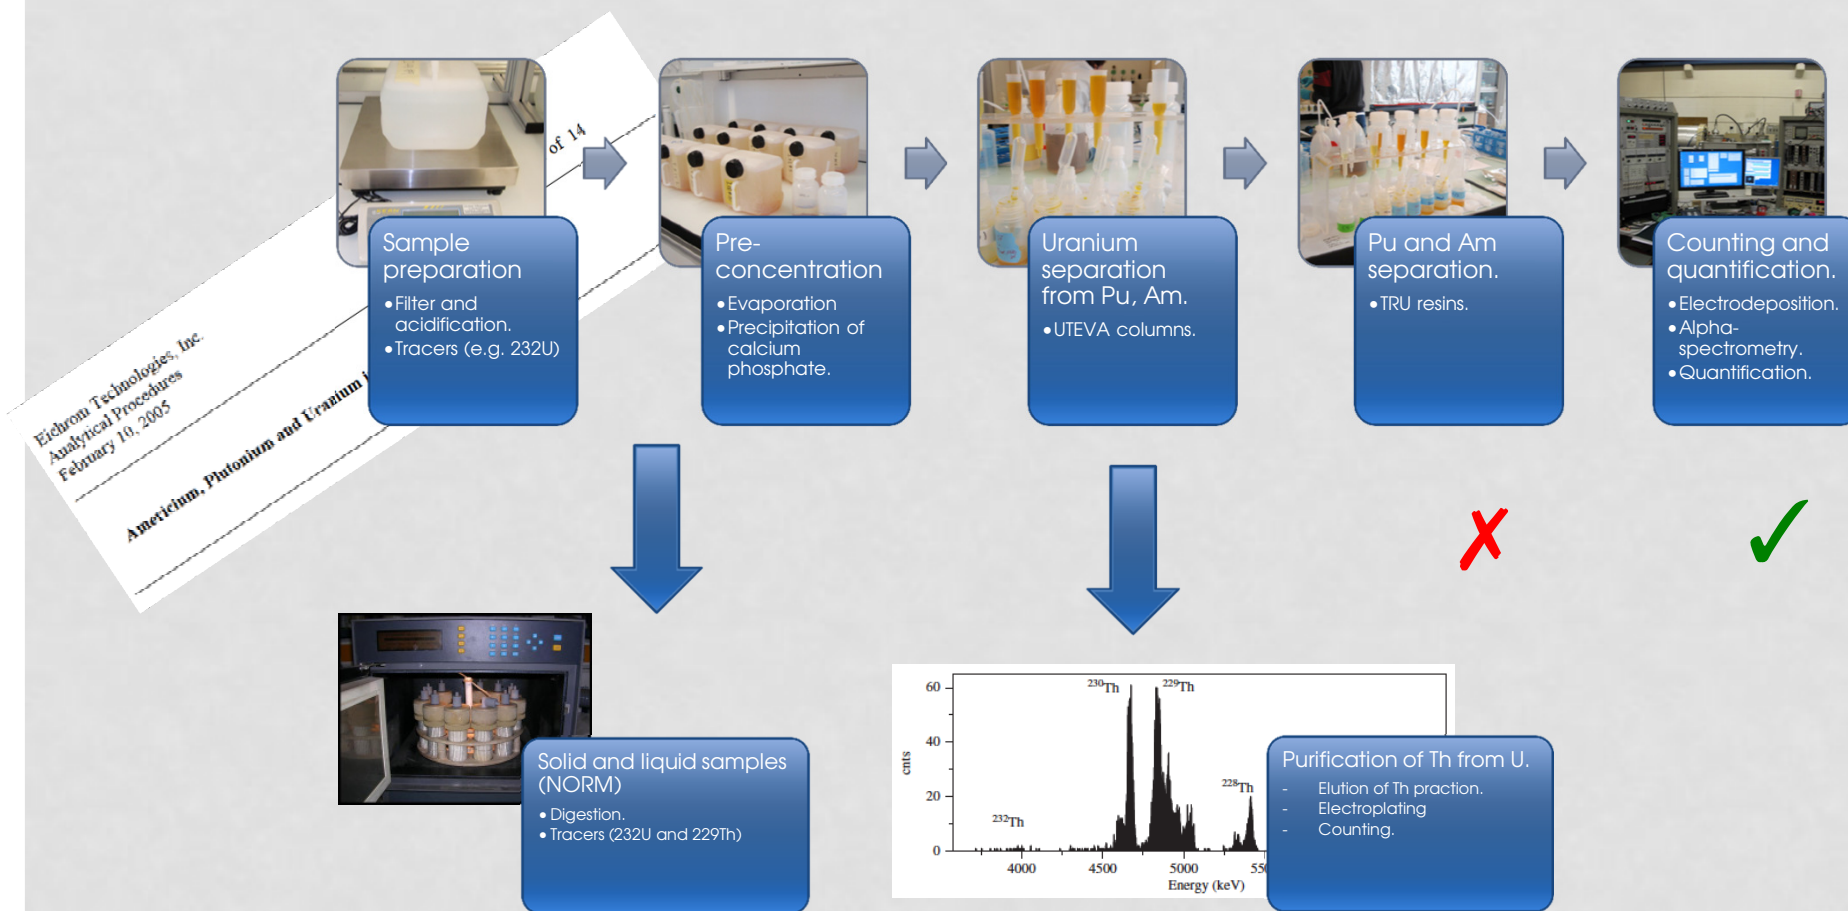 of 14
Eichrom Technologies, Inc.
Analytical Procedures
February 10, 2005
Americium, Plutonium and Uranium i
Sample
preparation
• Filter and
acidification.
• Tracers (e.g. 232U)
Pre-
concentration
• Evaporation
• Precipitation of
calcium
phosphate.
Uranium
separation
from Pu, Am.
• UTEVA columns.
Pu and Am
separation.
• TRU resins.
Counting and
quantification.
• Electrodeposition.
• Alpha-
spectrometry.
• Quantification.
✗
✓
Solid and liquid samples
(NORM)
• Digestion.
• Tracers (232U and 229Th)
60
40
20
0
cnts
²³²Th
²³⁰Th
²²⁹Th
²²⁸Th
4000
4500
5000
550
Energy (keV)
Purification of Th from U.
- Elution of Th praction.
- Electroplating
- Counting.